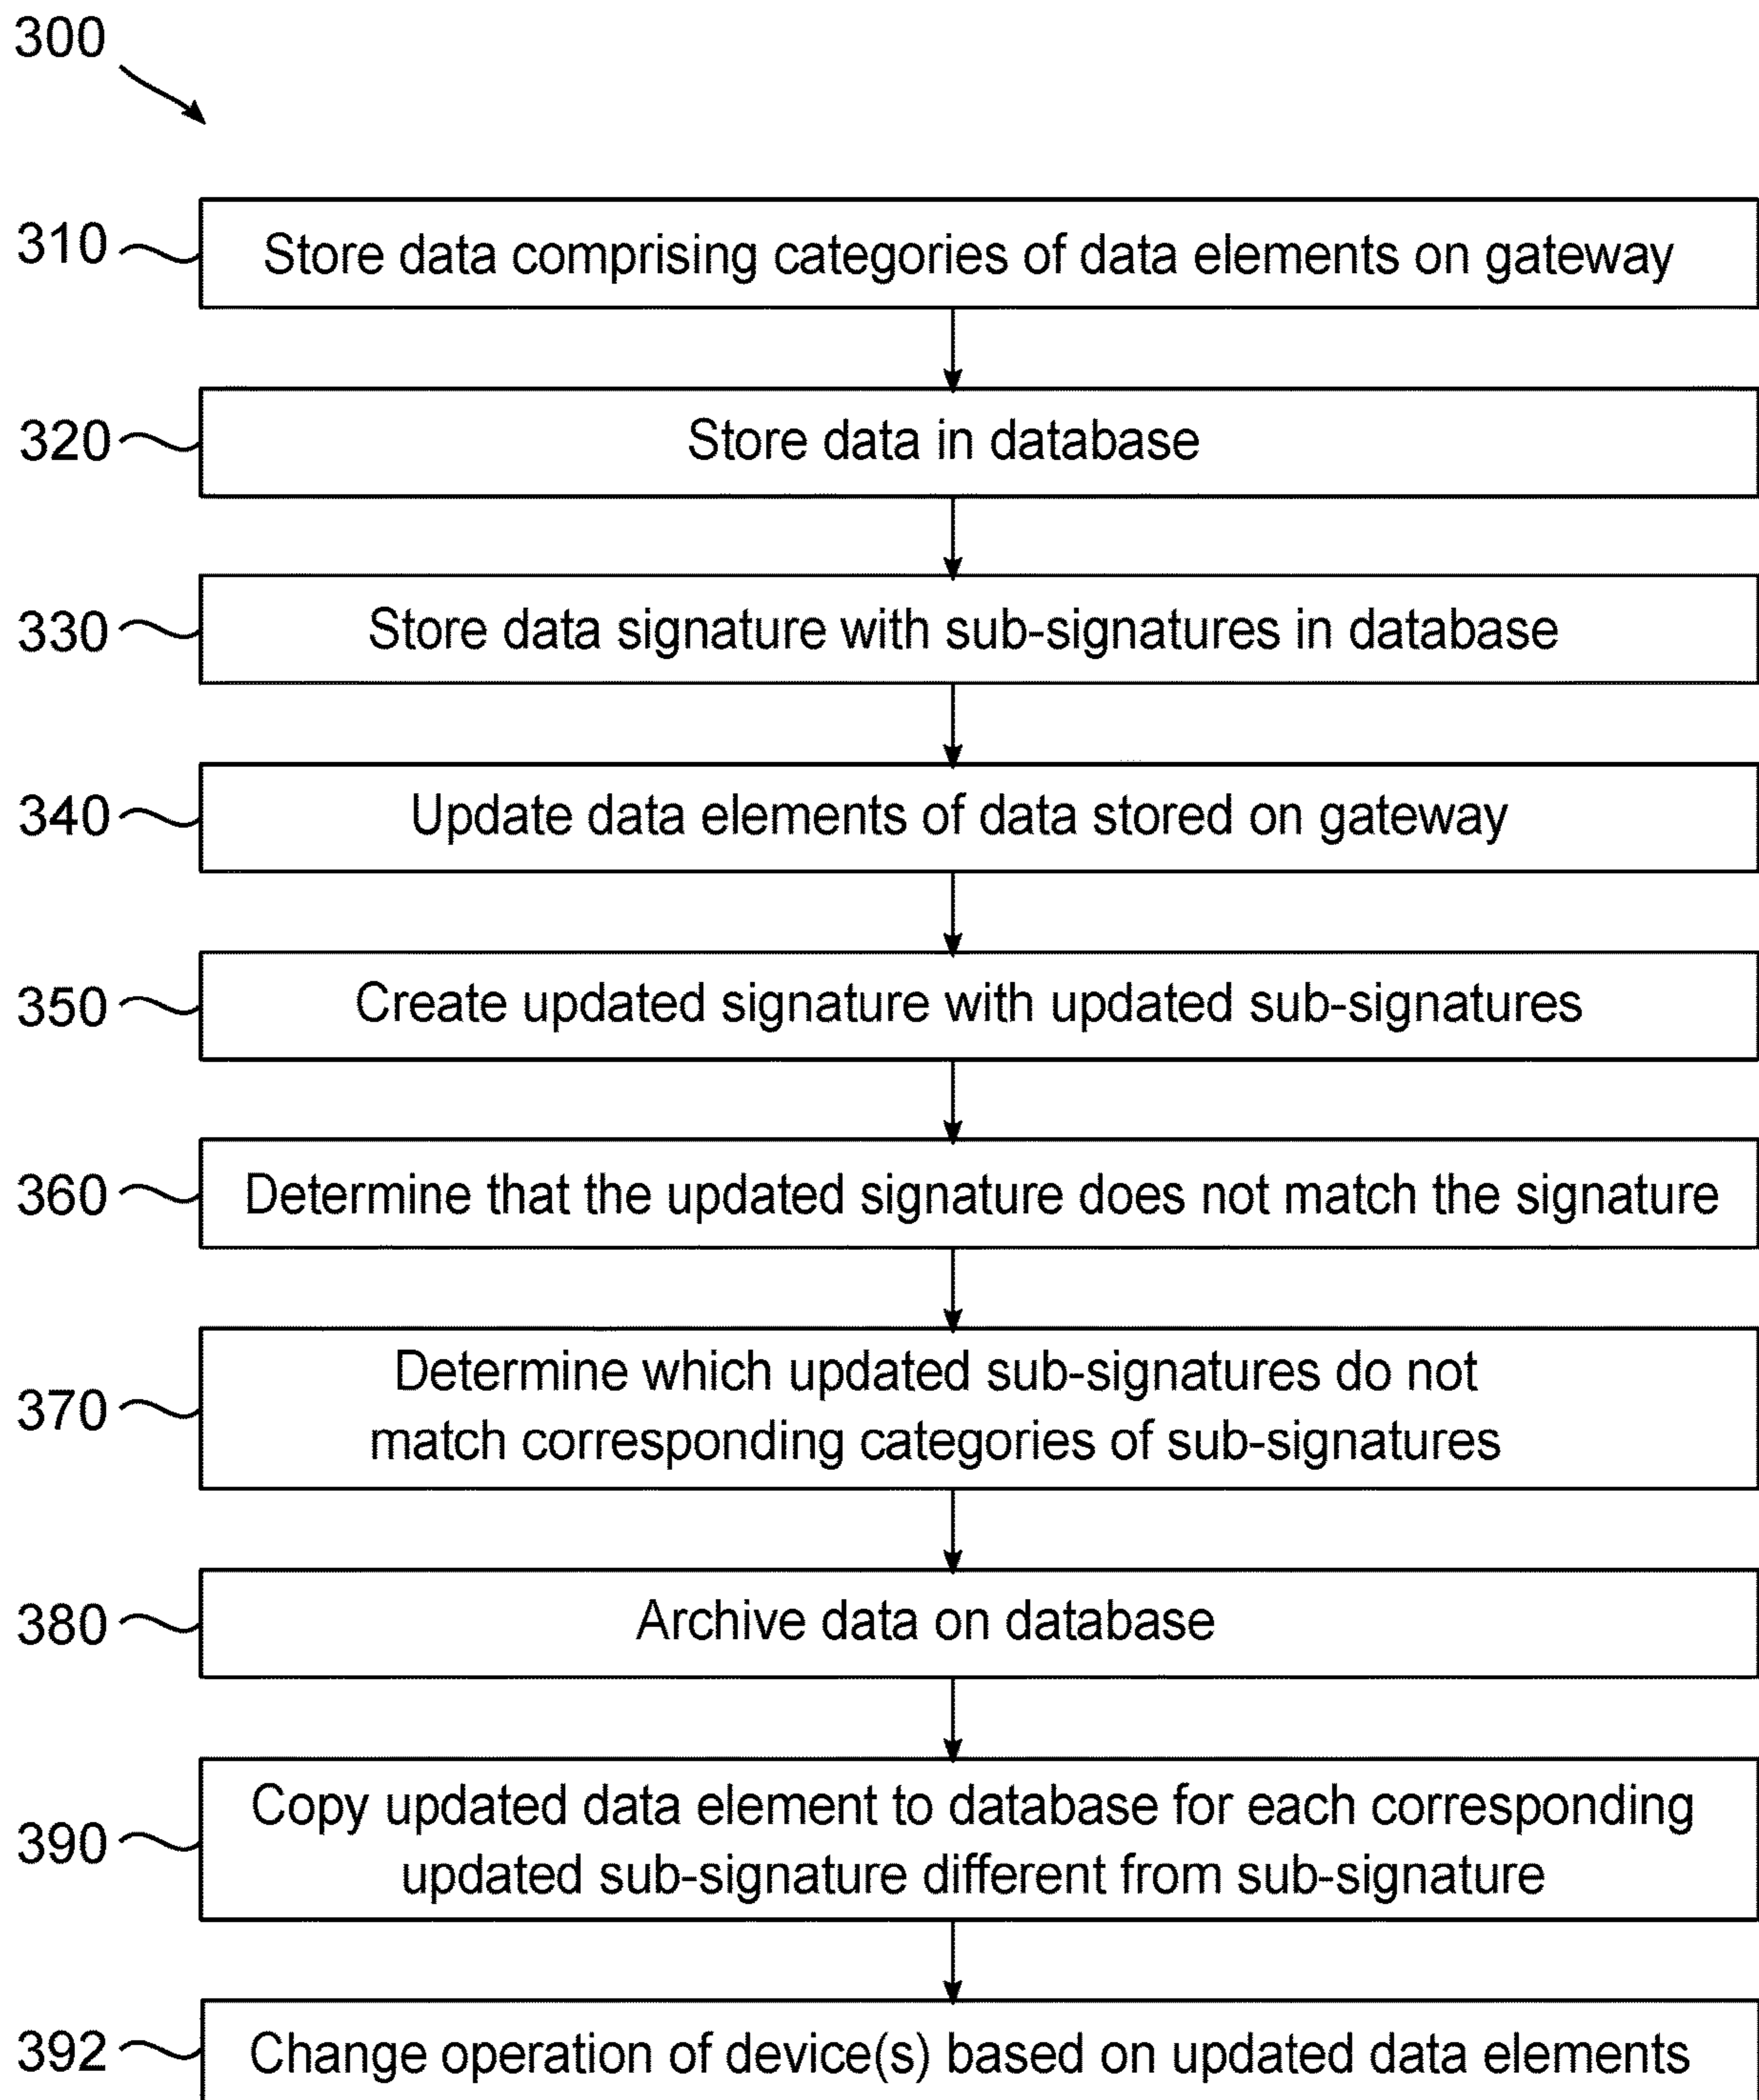 300
310 Store data comprising categories of data elements on gateway
320 Store data in database
330 Store data signature with sub-signatures in database
340 Update data elements of data stored on gateway
350 Create updated signature with updated sub-signatures
360 Determine that the updated signature does not match the signature
370 Determine which updated sub-signatures do not
match corresponding categories of sub-signatures
380 Archive data on database
390 Copy updated data element to database for each corresponding
updated sub-signature different from sub-signature
392 Change operation of device(s) based on updated data elements